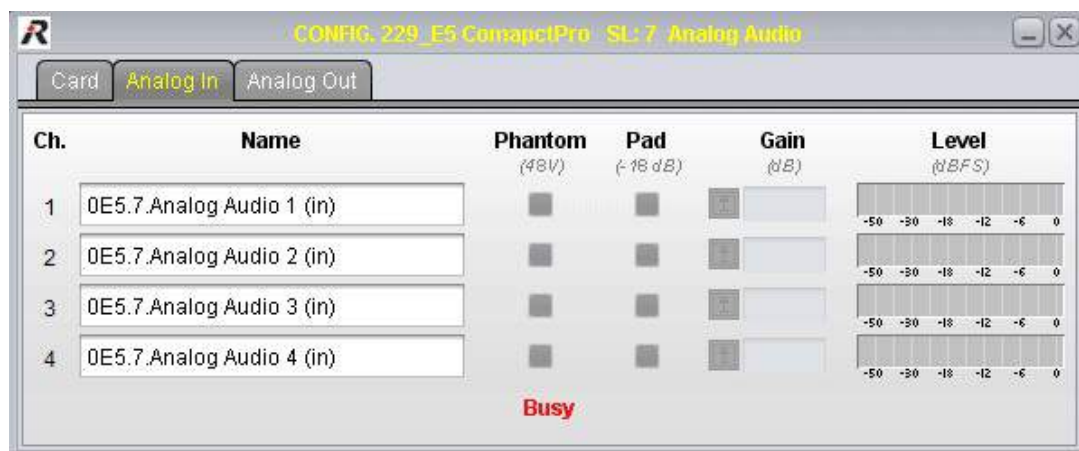 CONFIG. 229_E5 ComapctPro SL: 7 Analog Audio
Card Analog In Analog Out
Ch. Name Phantom Pad Gain Level
(48V) (-18 dB) (dB) (dBFS)
1 0E5.7.Analog Audio 1 (in)
-50 -30 -18 -12 -6 0
2 0E5.7.Analog Audio 2 (in)
-50 -30 -18 -12 -6 0
3 0E5.7.Analog Audio 3 (in)
-50 -30 -18 -12 -6 0
4 0E5.7.Analog Audio 4 (in)
-50 -30 -18 -12 -6 0
Busy